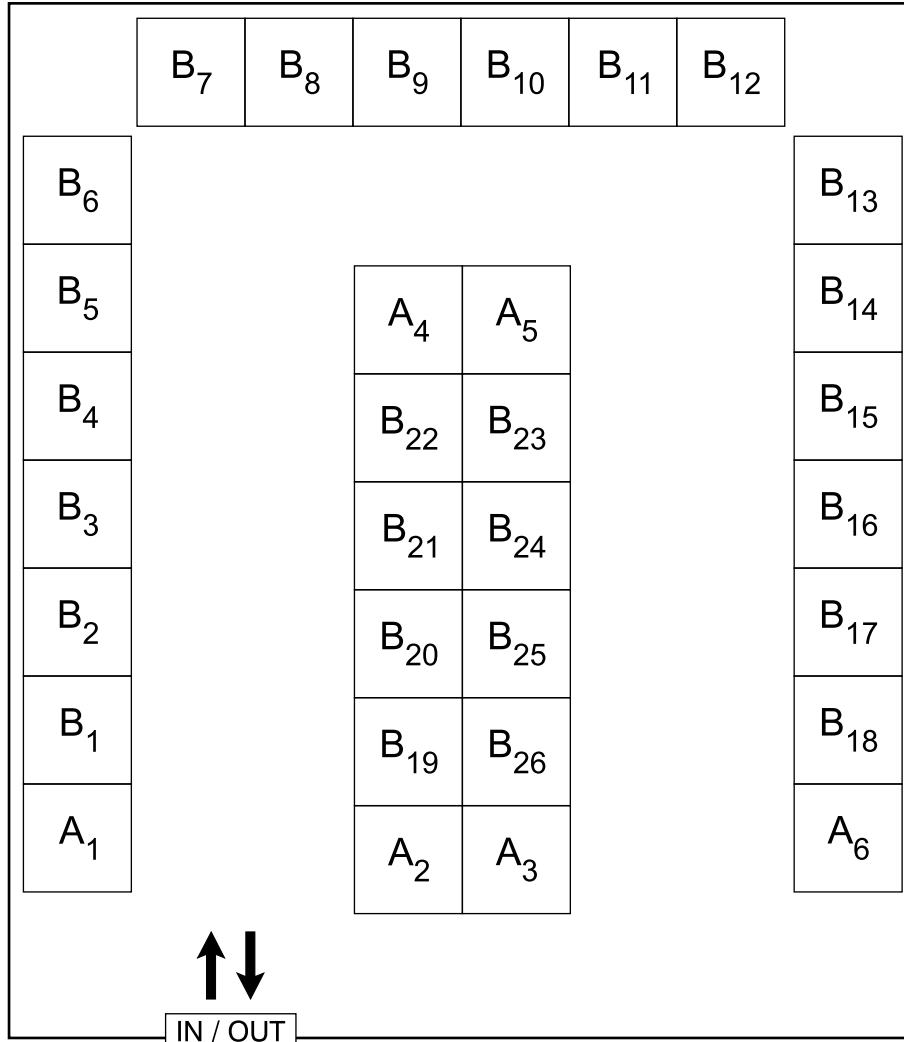 B₇ B₈ B₉ B₁₀ B₁₁ B₁₂
B₆ B₁₃
B₅ B₁₄
A₄ A₅
B₄ B₁₅
B₂₂ B₂₃
B₃ B₁₆
B₂₁ B₂₄
B₂ B₁₇
B₂₀ B₂₅
B₁ B₁₈
B₁₉ B₂₆
A₁ A₆
A₂ A₃
IN / OUT